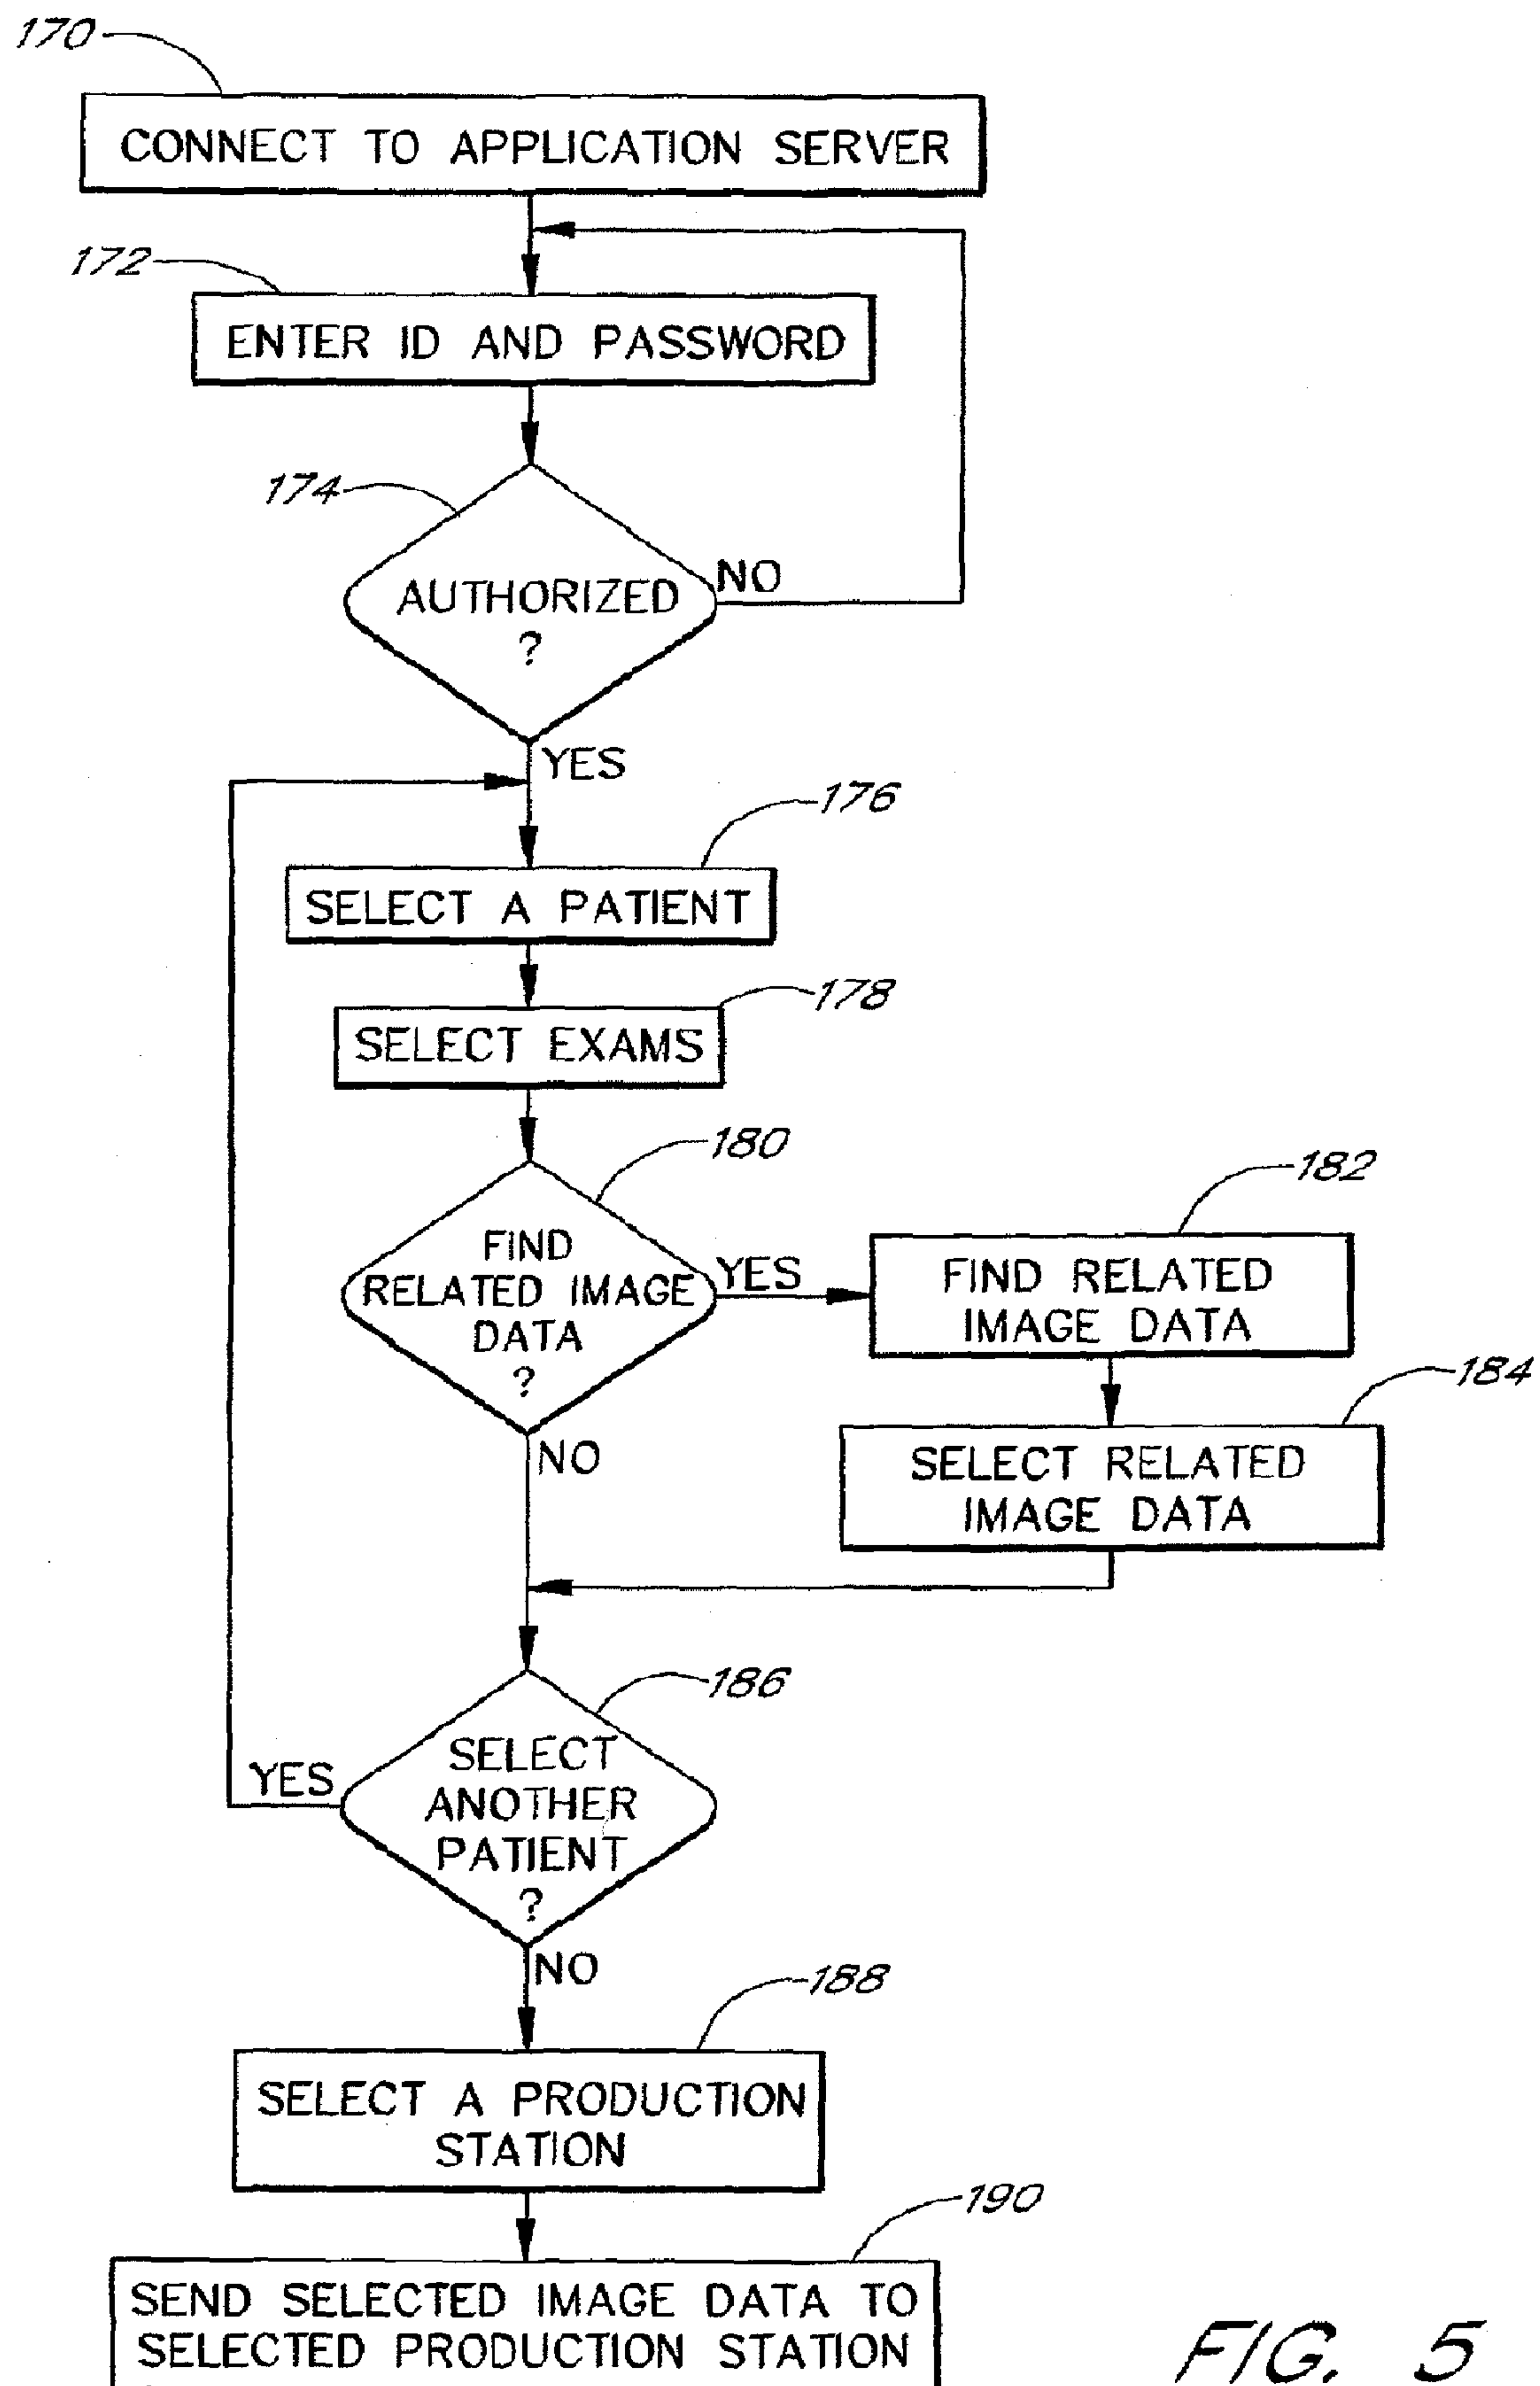 170
CONNECT TO APPLICATION SERVER
172
ENTER ID AND PASSWORD
174
AUTHORIZED
?
NO
YES
176
SELECT A PATIENT
178
SELECT EXAMS
180
FIND
RELATED IMAGE
DATA
?
YES
182
FIND RELATED
IMAGE DATA
184
SELECT RELATED
IMAGE DATA
NO
186
SELECT
ANOTHER
PATIENT
?
YES
NO
188
SELECT A PRODUCTION
STATION
190
SEND SELECTED IMAGE DATA TO
SELECTED PRODUCTION STATION
FIG. 5